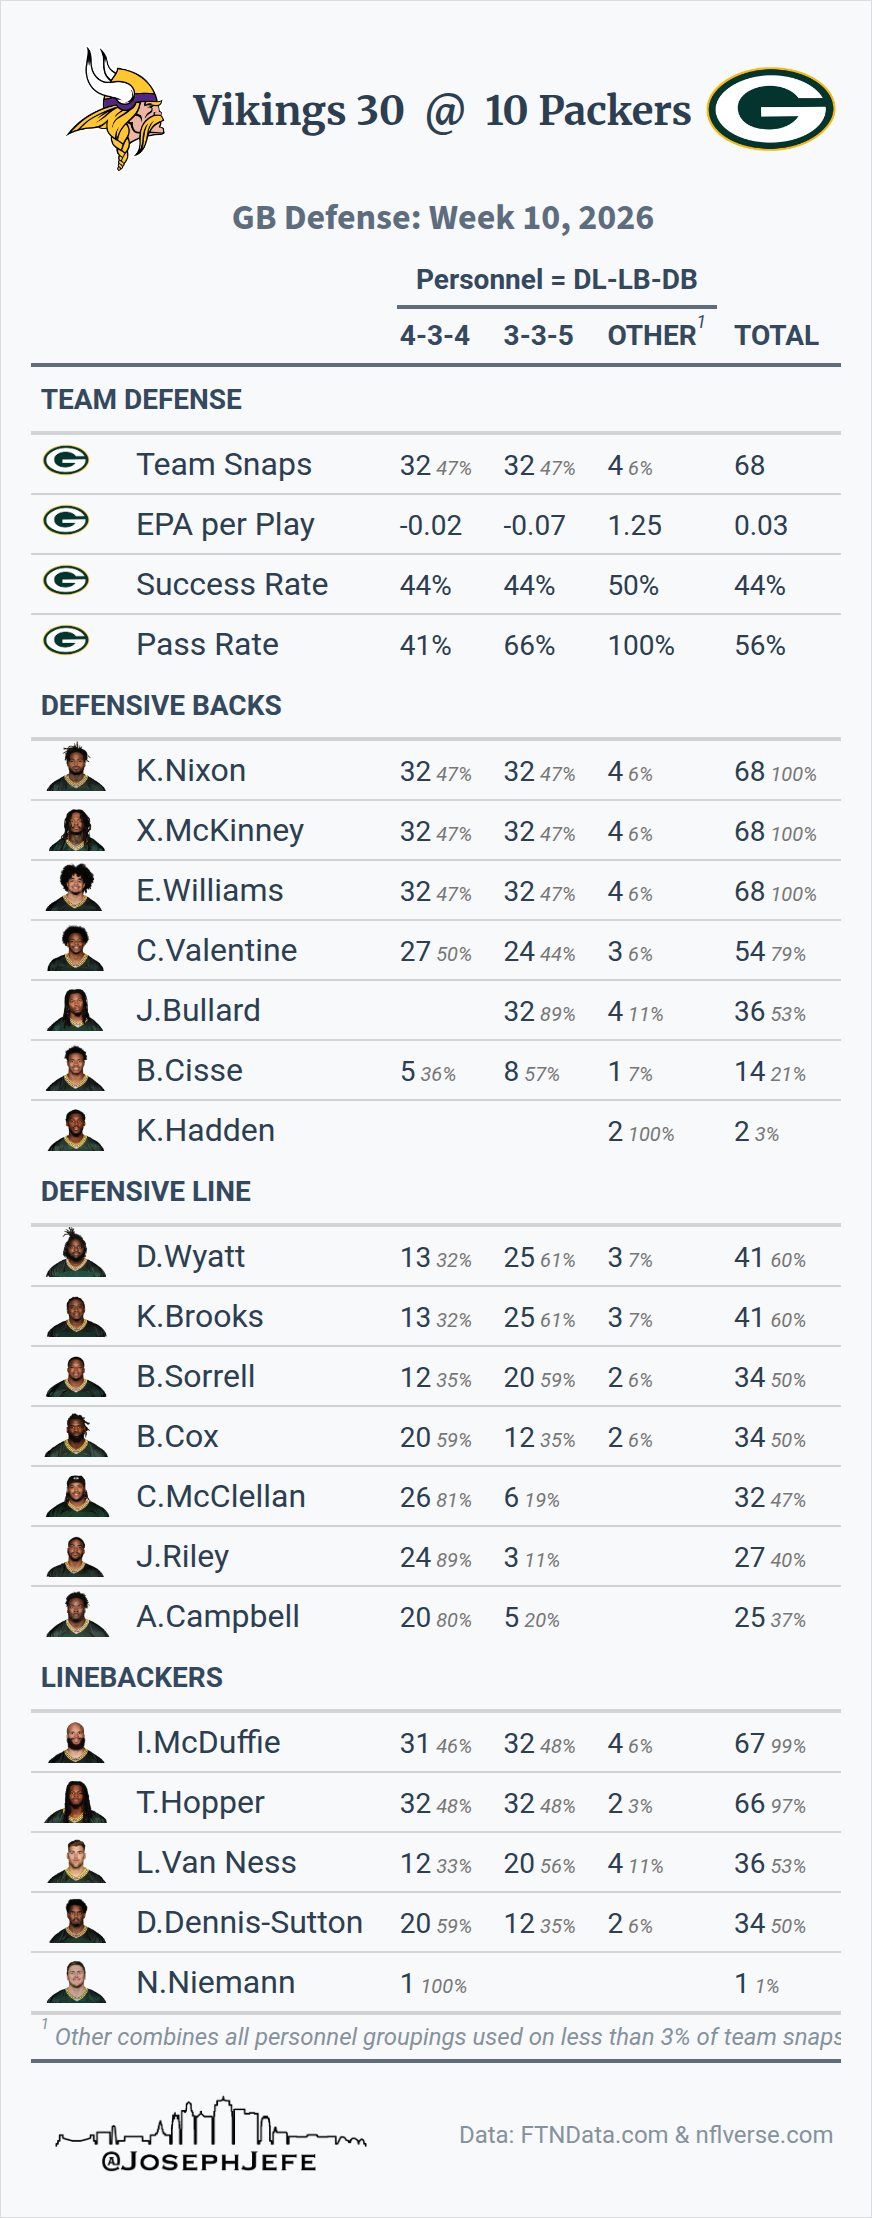 Vikings 30 @ 10 Packers
GB Defense: Week 10, 2026
Personnel = DL-LB-DB
4-3-4 3-3-5 OTHER1 TOTAL
TEAM DEFENSE
Team Snaps 32 47% 32 47% 4 6% 68
EPA per Play -0.02 -0.07 1.25 0.03
Success Rate 44% 44% 50% 44%
Pass Rate 41% 66% 100% 56%
DEFENSIVE BACKS
K.Nixon 32 47% 32 47% 4 6% 68 100%
X.McKinney 32 47% 32 47% 4 6% 68 100%
E.Williams 32 47% 32 47% 4 6% 68 100%
C.Valentine 27 50% 24 44% 3 6% 54 79%
J.Bullard 32 89% 4 11% 36 53%
B.Cisse 5 36% 8 57% 1 7% 14 21%
K.Hadden 2 100% 2 3%
DEFENSIVE LINE
D.Wyatt 13 32% 25 61% 3 7% 41 60%
K.Brooks 13 32% 25 61% 3 7% 41 60%
B.Sorrell 12 35% 20 59% 2 6% 34 50%
B.Cox 20 59% 12 35% 2 6% 34 50%
C.McClellan 26 81% 6 19% 32 47%
J.Riley 24 89% 3 11% 27 40%
A.Campbell 20 80% 5 20% 25 37%
LINEBACKERS
I.McDuffie 31 46% 32 48% 4 6% 67 99%
T.Hopper 32 48% 32 48% 2 3% 66 97%
L.Van Ness 12 33% 20 56% 4 11% 36 53%
D.Dennis-Sutton 20 59% 12 35% 2 6% 34 50%
N.Niemann 1 100% 1 1%
1 Other combines all personnel groupings used on less than 3% of team snaps
@JosephJefe
Data: FTNData.com & nflverse.com